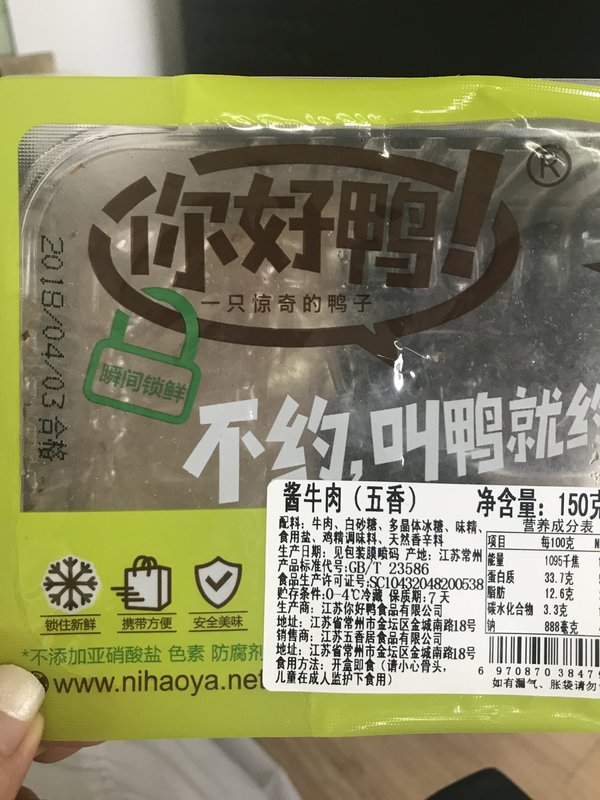 你好鸭!
®
一只惊奇的鸭子
2018/04/03 合格
瞬间锁鲜
不约,叫鸭就约
酱牛肉（五香） 净含量: 150克
配料: 牛肉、白砂糖、多晶体冰糖、味精、
食用盐、鸡精调味料、天然香辛料
生产日期: 见包装膜喷码 产地: 江苏常州
产品标准代号:GB/T 23586
食品生产许可证号:SC10432048200538
贮存条件:0-4℃冷藏 保质期:7天
生产商: 江苏你好鸭食品有限公司
地址: 江苏省常州市金坛区金城南路18号
销售商: 江苏五香居食品有限公司
地址: 江苏省常州市金坛区金城南路18号
食用方法: 开盒即食（请小心骨头,
儿童在成人监护下食用）
营养成分表
项目 每100克
能量 1095千焦
蛋白质 33.7克
脂肪 12.6克
碳水化合物 3.3克
钠 888毫克
6 970870 3847
如有漏气、胀袋请勿
锁住新鲜 携带方便 安全美味
*不添加亚硝酸盐 色素 防腐剂
www.nihaoya.net